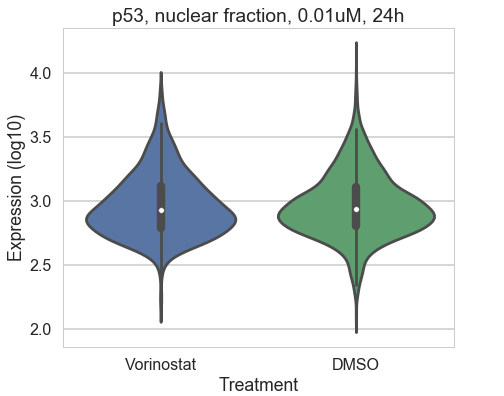 p53, nuclear fraction, 0.01uM, 24h
Expression (log10)
4.0
3.5
3.0
2.5
2.0
Vorinostat DMSO
Treatment